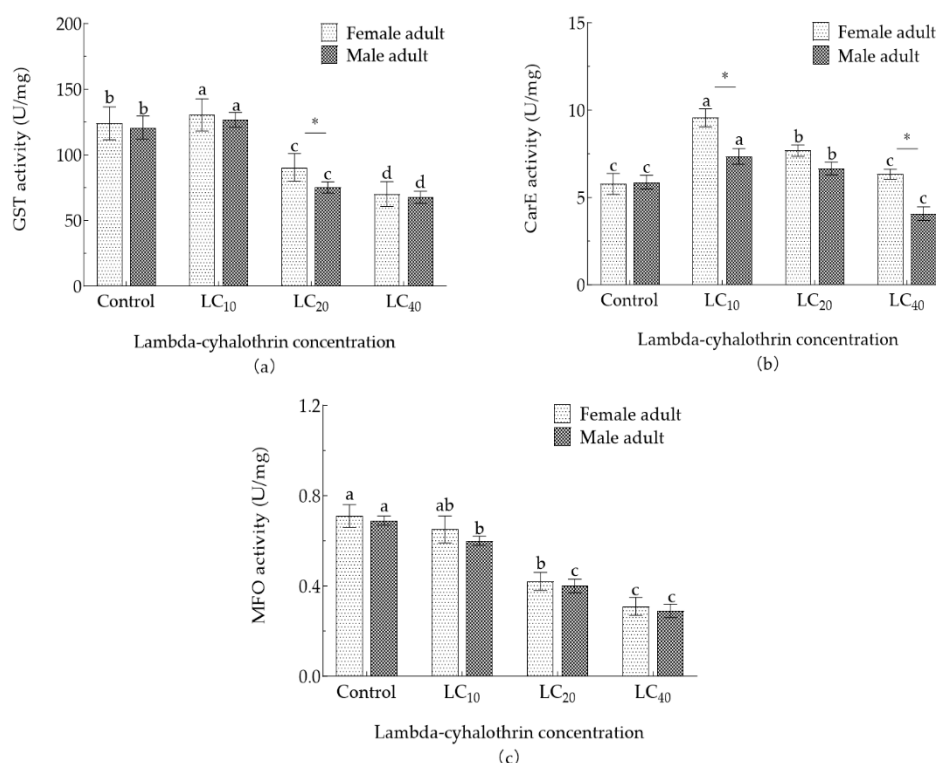 200
150
100
50
0
GST activity (U/mg)
Female adult
Male adult
b b
a a
*
c c
d d
Control LC₁₀ LC₂₀ LC₄₀
Lambda-cyhalothrin concentration
(a)
15
10
5
0
CarE activity (U/mg)
Female adult
Male adult
c c
a * a
b b
c * c
Control LC₁₀ LC₂₀ LC₄₀
Lambda-cyhalothrin concentration
(b)
1.2
0.8
0.4
0.0
MFO activity (U/mg)
Female adult
Male adult
a a
ab b
b c
c c
Control LC₁₀ LC₂₀ LC₄₀
Lambda-cyhalothrin concentration
(c)